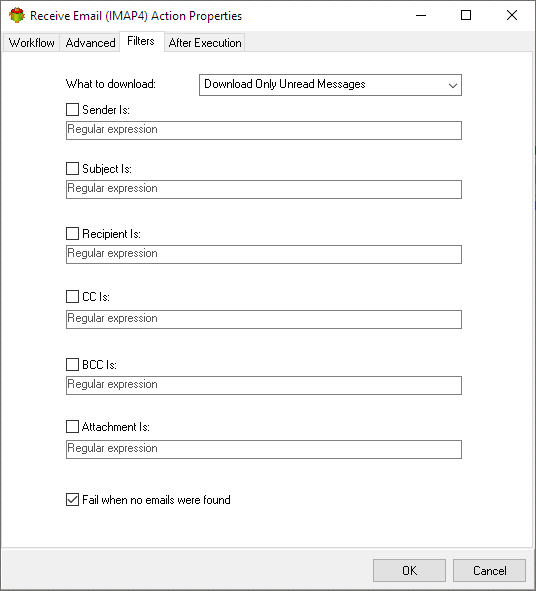 Receive Email (IMAP4) Action Properties
Workflow Advanced Filters After Execution
What to download: Download Only Unread Messages
Sender Is:
Regular expression
Subject Is:
Regular expression
Recipient Is:
Regular expression
CC Is:
Regular expression
BCC Is:
Regular expression
Attachment Is:
Regular expression
Fail when no emails were found
OK Cancel